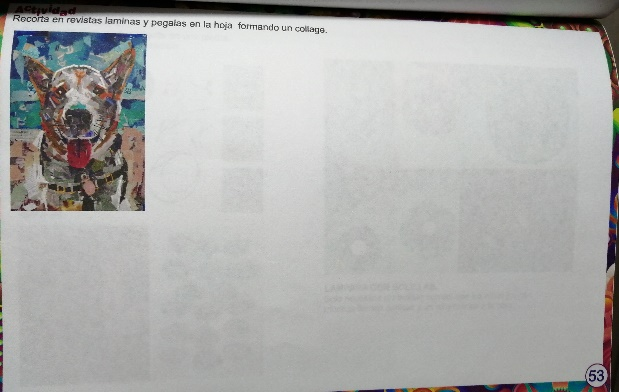 Actividad
Recorta en revistas laminas y pegalas en la hoja formando un collage.
53